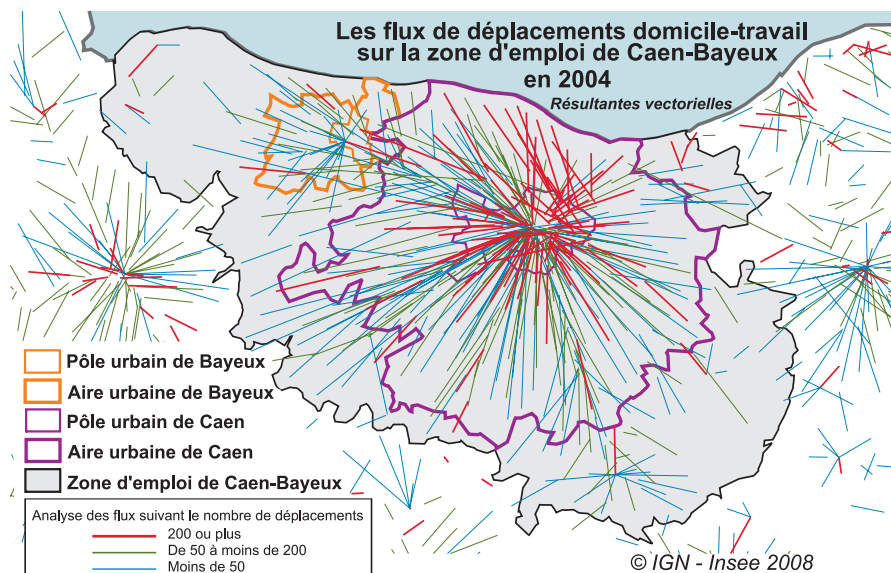 Les flux de déplacements domicile-travail
sur la zone d'emploi de Caen-Bayeux
en 2004
Résultantes vectorielles
Pôle urbain de Bayeux
Aire urbaine de Bayeux
Pôle urbain de Caen
Aire urbaine de Caen
Zone d'emploi de Caen-Bayeux
Analyse des flux suivant le nombre de déplacements
200 ou plus
De 50 à moins de 200
Moins de 50
© IGN - Insee 2008